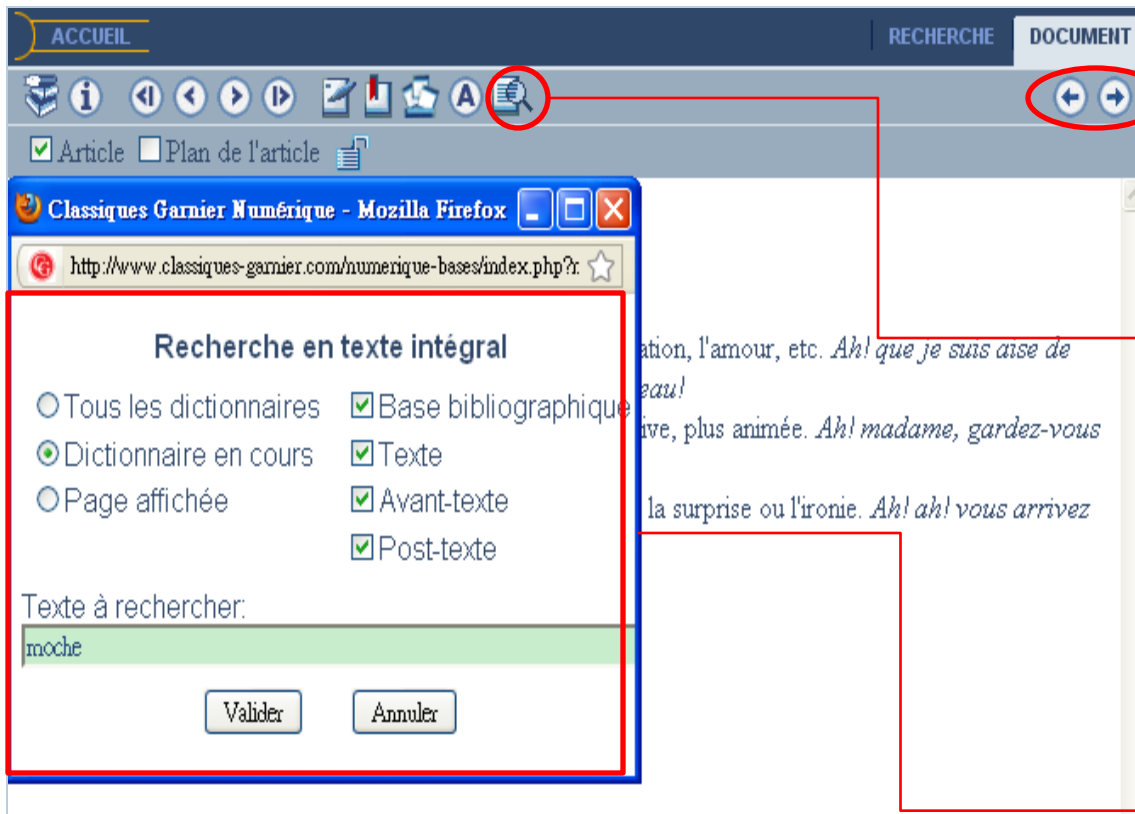 ACCUEIL RECHERCHE DOCUMENT
i A
Article Plan de l'article
Classiques Garnier Numérique - Mozilla Firefox
http://www.classiques-garnier.com/numerique-bases/index.php?r
Recherche en texte intégral
Tous les dictionnaires Base bibliographique
Dictionnaire en cours Texte
Page affichée Avant-texte
Post-texte
Texte à rechercher:
moche
Valider Annuler
ation, l'amour, etc. Ah! que je suis aise de
eau!
ive, plus animée. Ah! madame, gardez-vous
la surprise ou l'ironie. Ah! ah! vous arrivez